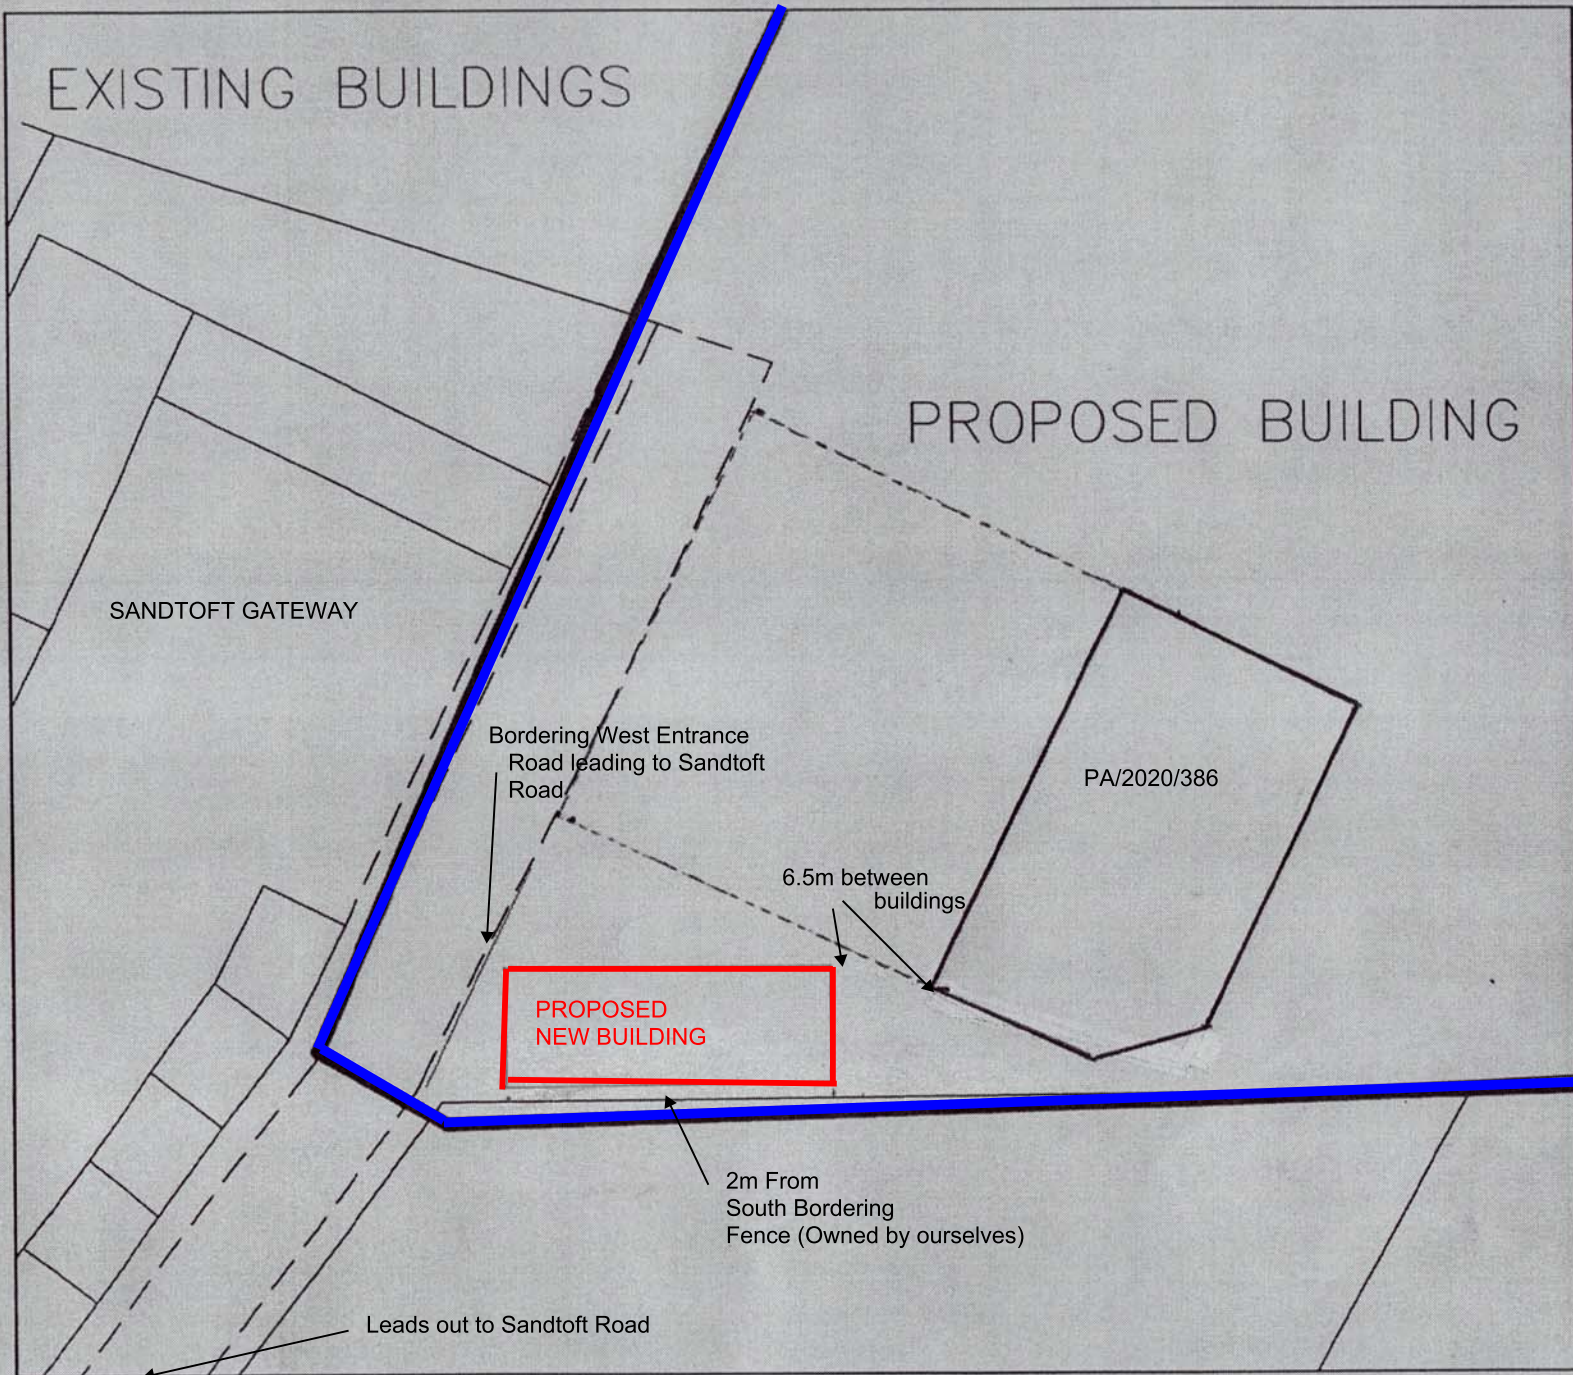 EXISTING BUILDINGS
PROPOSED BUILDING
SANDTOFT GATEWAY
Bordering West Entrance
Road leading to Sandtoft
Road
PA/2020/386
6.5m between
buildings
PROPOSED
NEW BUILDING
2m From
South Bordering
Fence (Owned by ourselves)
Leads out to Sandtoft Road